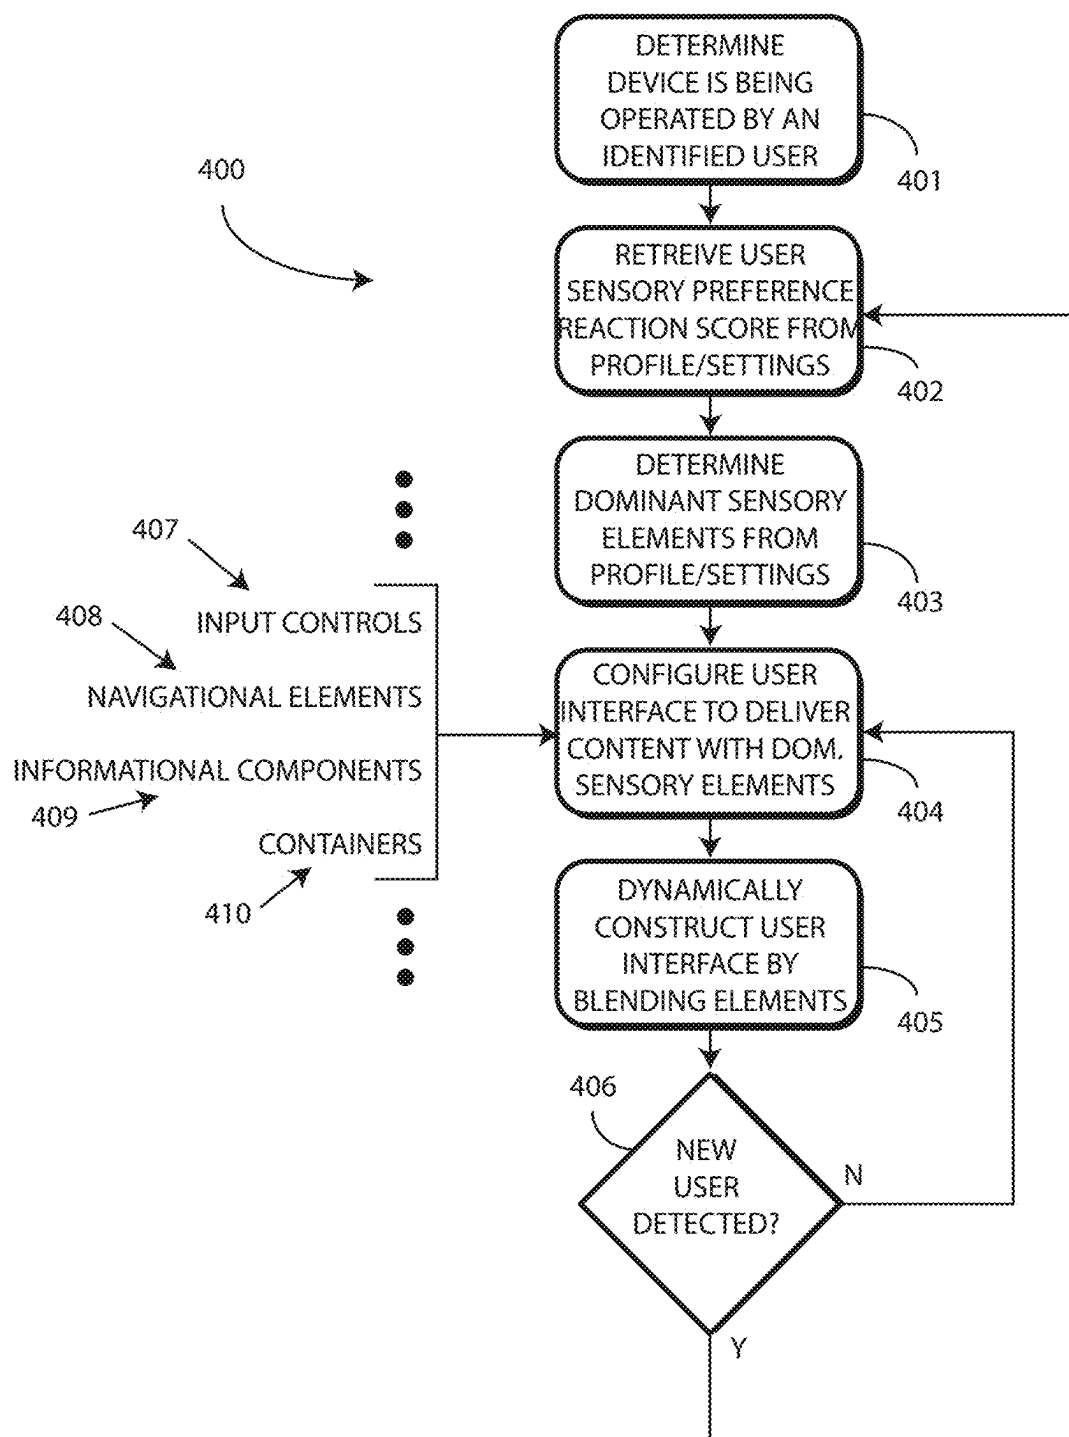 DETERMINE
DEVICE IS BEING
OPERATED BY AN
IDENTIFIED USER
401
400
RETREIVE USER
SENSORY PREFERENCE
REACTION SCORE FROM
PROFILE/SETTINGS
402
DETERMINE
DOMINANT SENSORY
ELEMENTS FROM
PROFILE/SETTINGS
403
407
INPUT CONTROLS
408
NAVIGATIONAL ELEMENTS
INFORMATIONAL COMPONENTS
409
CONTAINERS
410
CONFIGURE USER
INTERFACE TO DELIVER
CONTENT WITH DOM.
SENSORY ELEMENTS
404
DYNAMICALLY
CONSTRUCT USER
INTERFACE BY
BLENDING ELEMENTS
405
406
NEW
USER
DETECTED?
N
Y